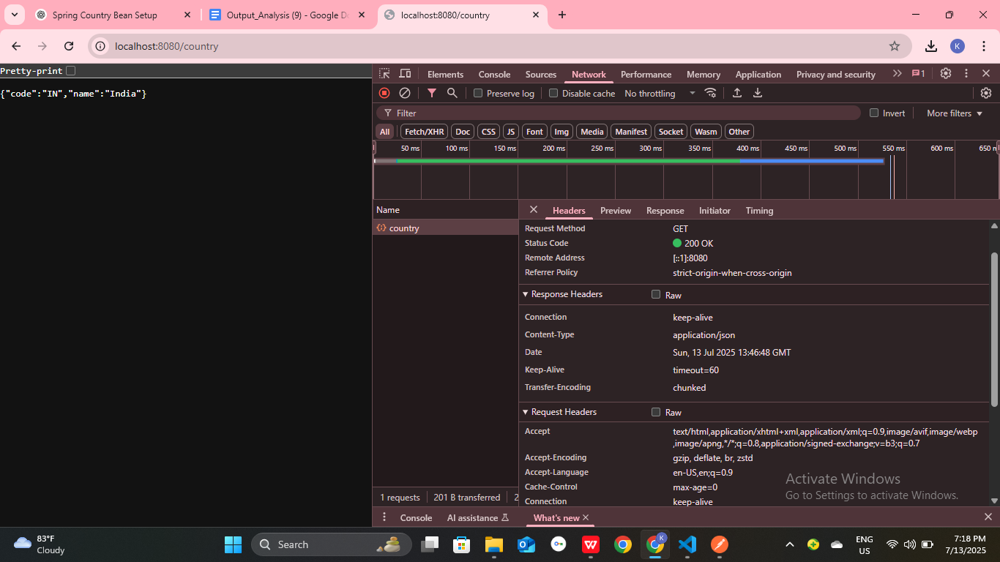 Spring Country Bean Setup
Output_Analysis (9) - Google Do
localhost:8080/country
localhost:8080/country
K
Pretty-print
{"code":"IN","name":"India"}
Elements Console Sources Network Performance Memory Application Privacy and security 1
Preserve log Disable cache No throttling
Filter Invert More filters
All Fetch/XHR Doc CSS JS Font Img Media Manifest Socket Wasm Other
50 ms 100 ms 150 ms 200 ms 250 ms 300 ms 350 ms 400 ms 450 ms 500 ms 550 ms 600 ms 650 m
Name
country
Headers Preview Response Initiator Timing
Request Method GET
Status Code 200 OK
Remote Address [::1]:8080
Referrer Policy strict-origin-when-cross-origin
Response Headers Raw
Connection keep-alive
Content-Type application/json
Date Sun, 13 Jul 2025 13:46:48 GMT
Keep-Alive timeout=60
Transfer-Encoding chunked
Request Headers Raw
Accept text/html,application/xhtml+xml,application/xml;q=0.9,image/avif,image/webp
,image/apng,*/*;q=0.8,application/signed-exchange;v=b3;q=0.7
Accept-Encoding gzip, deflate, br, zstd
Accept-Language en-US,en;q=0.9
Cache-Control max-age=0
Connection keep-alive
1 requests 201 B transferred 2
Activate Windows
Go to Settings to activate Windows.
Console AI assistance What's new
83°F
Cloudy
Search
K
ENG
US
7:18 PM
7/13/2025